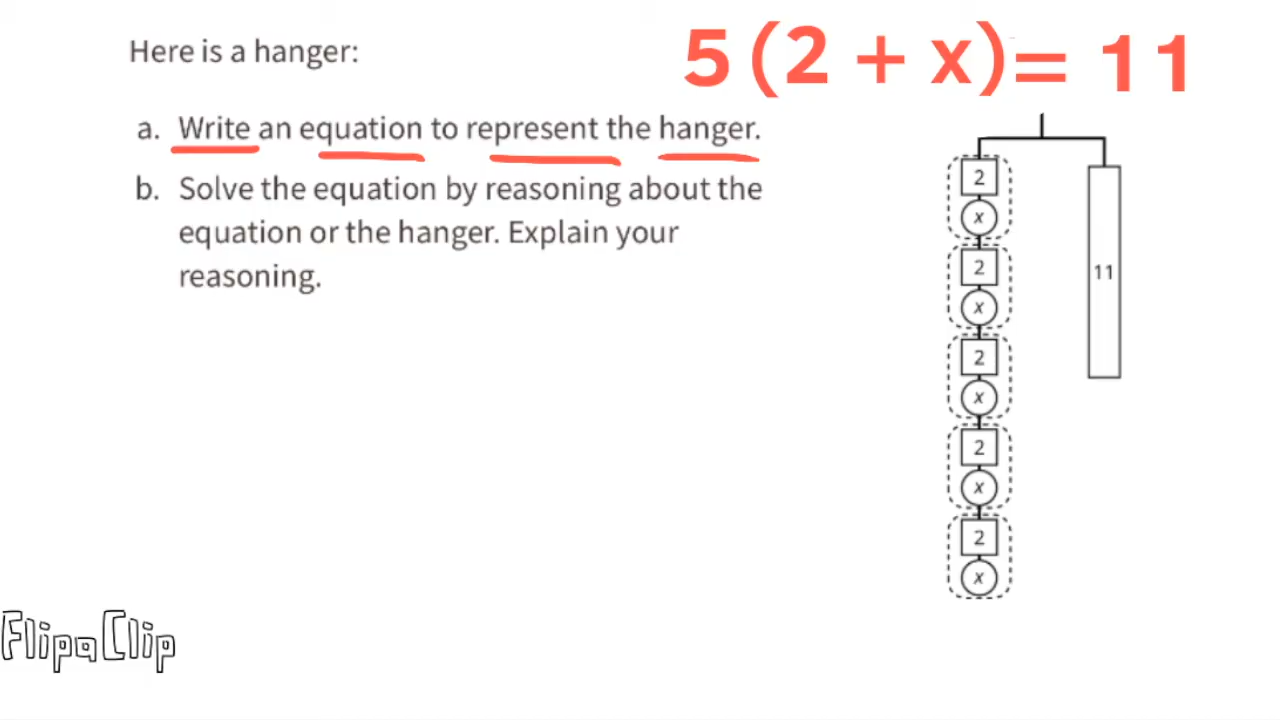 Here is a hanger:
5(2 + x) = 11
a. Write an equation to represent the hanger.
b. Solve the equation by reasoning about the
equation or the hanger. Explain your
reasoning.
2
x
2
x
2
x
2
x
2
x
11
FlipaClip